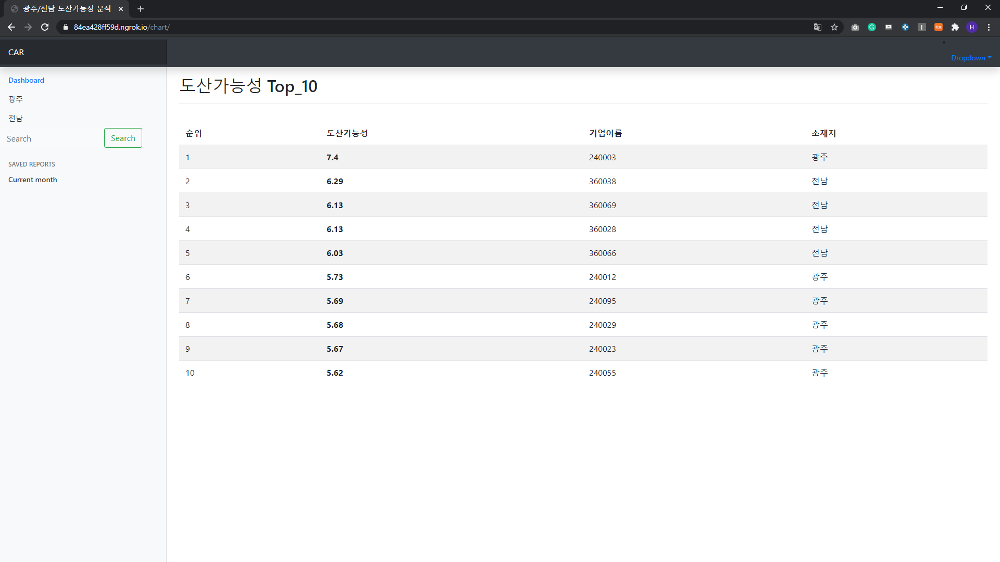 광주/전남 도산가능성 분석
84ea428ff59d.ngrok.io/chart/
H
CAR
Dropdown
Dashboard
광주
전남
Search Search
SAVED REPORTS
Current month
도산가능성 Top_10
순위 도산가능성 기업이름 소재지
1 7.4 240003 광주
2 6.29 360038 전남
3 6.13 360069 전남
4 6.13 360028 전남
5 6.03 360066 전남
6 5.73 240012 광주
7 5.69 240095 광주
8 5.68 240029 광주
9 5.67 240023 광주
10 5.62 240055 광주